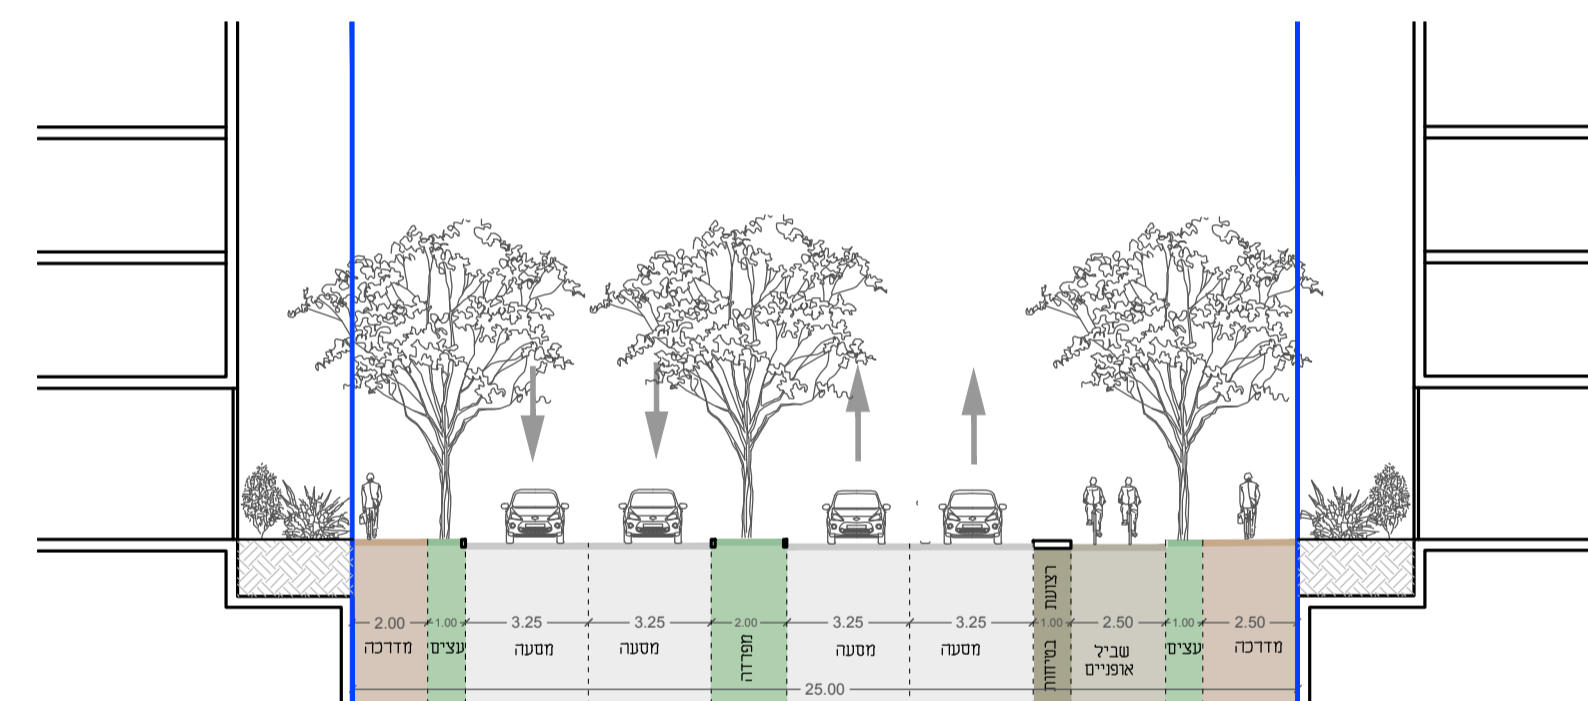 רצועת בטיחות
2.00 1.00 3.25 3.25 2.00 3.25 3.25 1.00 2.50 1.00 2.50
מדרכה עצים מסעה מסעה מפרדה מסעה מסעה שביל אופניים עצים מדרכה
25.00